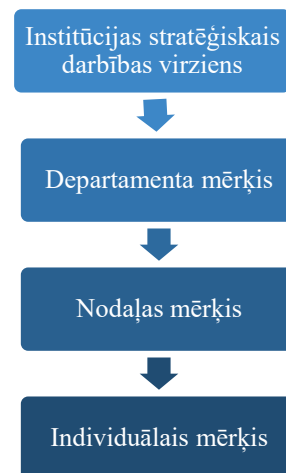 Institūcijas stratēģiskais
darbības virziens
Departamenta mērķis
Nodaļas mērķis
Individuālais mērķis